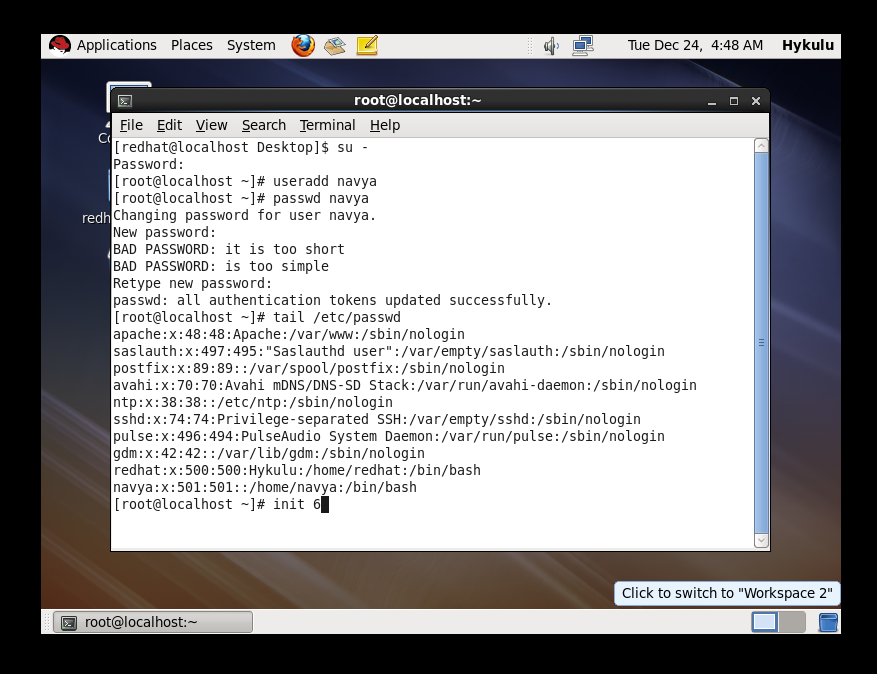 Applications Places System Tue Dec 24, 4:48 AM Hykulu
root@localhost:~
File Edit View Search Terminal Help
[redhat@localhost Desktop]$ su -
Password:
[root@localhost ~]# useradd navya
[root@localhost ~]# passwd navya
Changing password for user navya.
New password:
BAD PASSWORD: it is too short
BAD PASSWORD: is too simple
Retype new password:
passwd: all authentication tokens updated successfully.
[root@localhost ~]# tail /etc/passwd
apache:x:48:48:Apache:/var/www:/sbin/nologin
saslauth:x:497:495:"Saslauthd user":/var/empty/saslauth:/sbin/nologin
postfix:x:89:89::/var/spool/postfix:/sbin/nologin
avahi:x:70:70:Avahi mDNS/DNS-SD Stack:/var/run/avahi-daemon:/sbin/nologin
ntp:x:38:38::/etc/ntp:/sbin/nologin
sshd:x:74:74:Privilege-separated SSH:/var/empty/sshd:/sbin/nologin
pulse:x:496:494:PulseAudio System Daemon:/var/run/pulse:/sbin/nologin
gdm:x:42:42::/var/lib/gdm:/sbin/nologin
redhat:x:500:500:Hykulu:/home/redhat:/bin/bash
navya:x:501:501::/home/navya:/bin/bash
[root@localhost ~]# init 6
Click to switch to "Workspace 2"
root@localhost:~